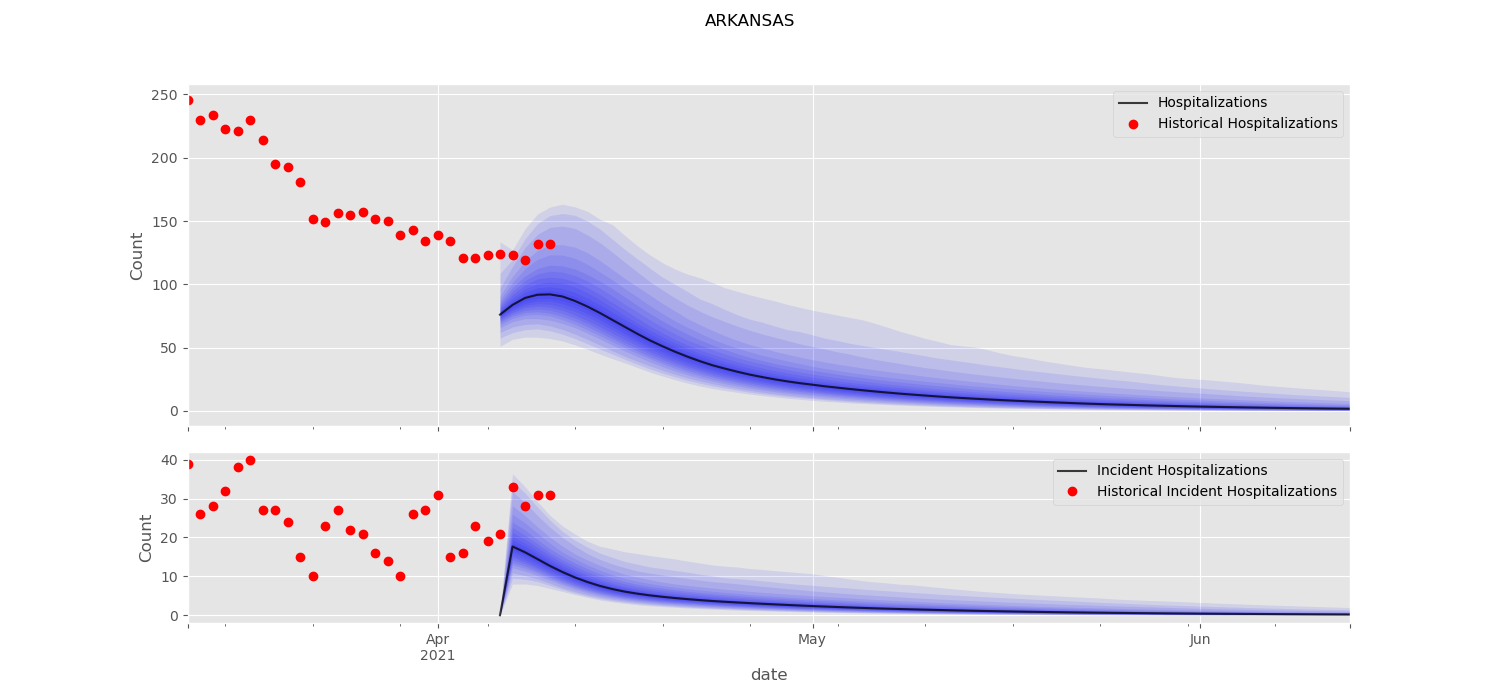 ARKANSAS
250
200
150
100
50
0
Count
Hospitalizations
Historical Hospitalizations
40
30
20
10
0
Count
Incident Hospitalizations
Historical Incident Hospitalizations
Apr
2021
May
Jun
date